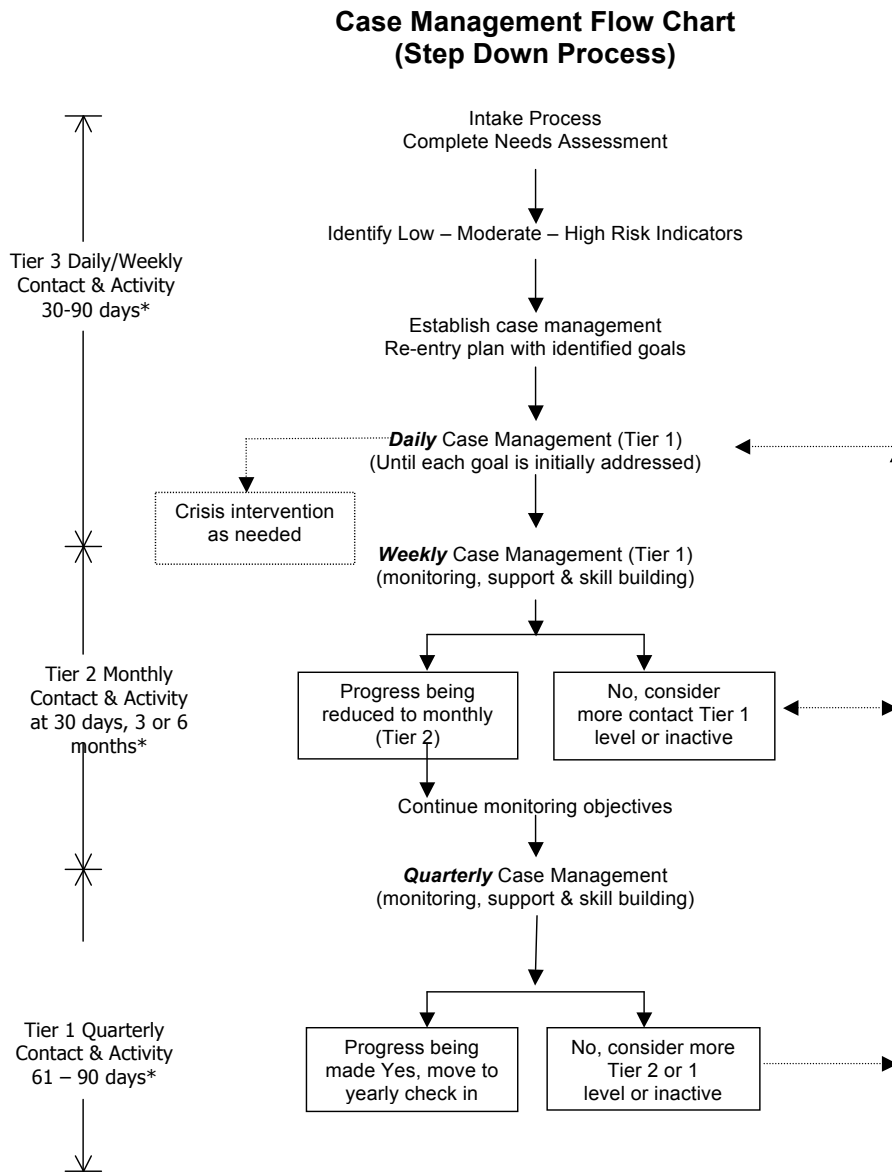 Case Management Flow Chart
(Step Down Process)
Intake Process
Complete Needs Assessment
Identify Low – Moderate – High Risk Indicators
Tier 3 Daily/Weekly
Contact & Activity
30-90 days*
Establish case management
Re-entry plan with identified goals
Daily Case Management (Tier 1)
(Until each goal is initially addressed)
Crisis intervention
as needed
Weekly Case Management (Tier 1)
(monitoring, support & skill building)
Tier 2 Monthly
Contact & Activity
at 30 days, 3 or 6
months*
Progress being
reduced to monthly
(Tier 2)
No, consider
more contact Tier 1
level or inactive
Continue monitoring objectives
Quarterly Case Management
(monitoring, support & skill building)
Tier 1 Quarterly
Contact & Activity
61 – 90 days*
Progress being
made Yes, move to
yearly check in
No, consider more
Tier 2 or 1
level or inactive